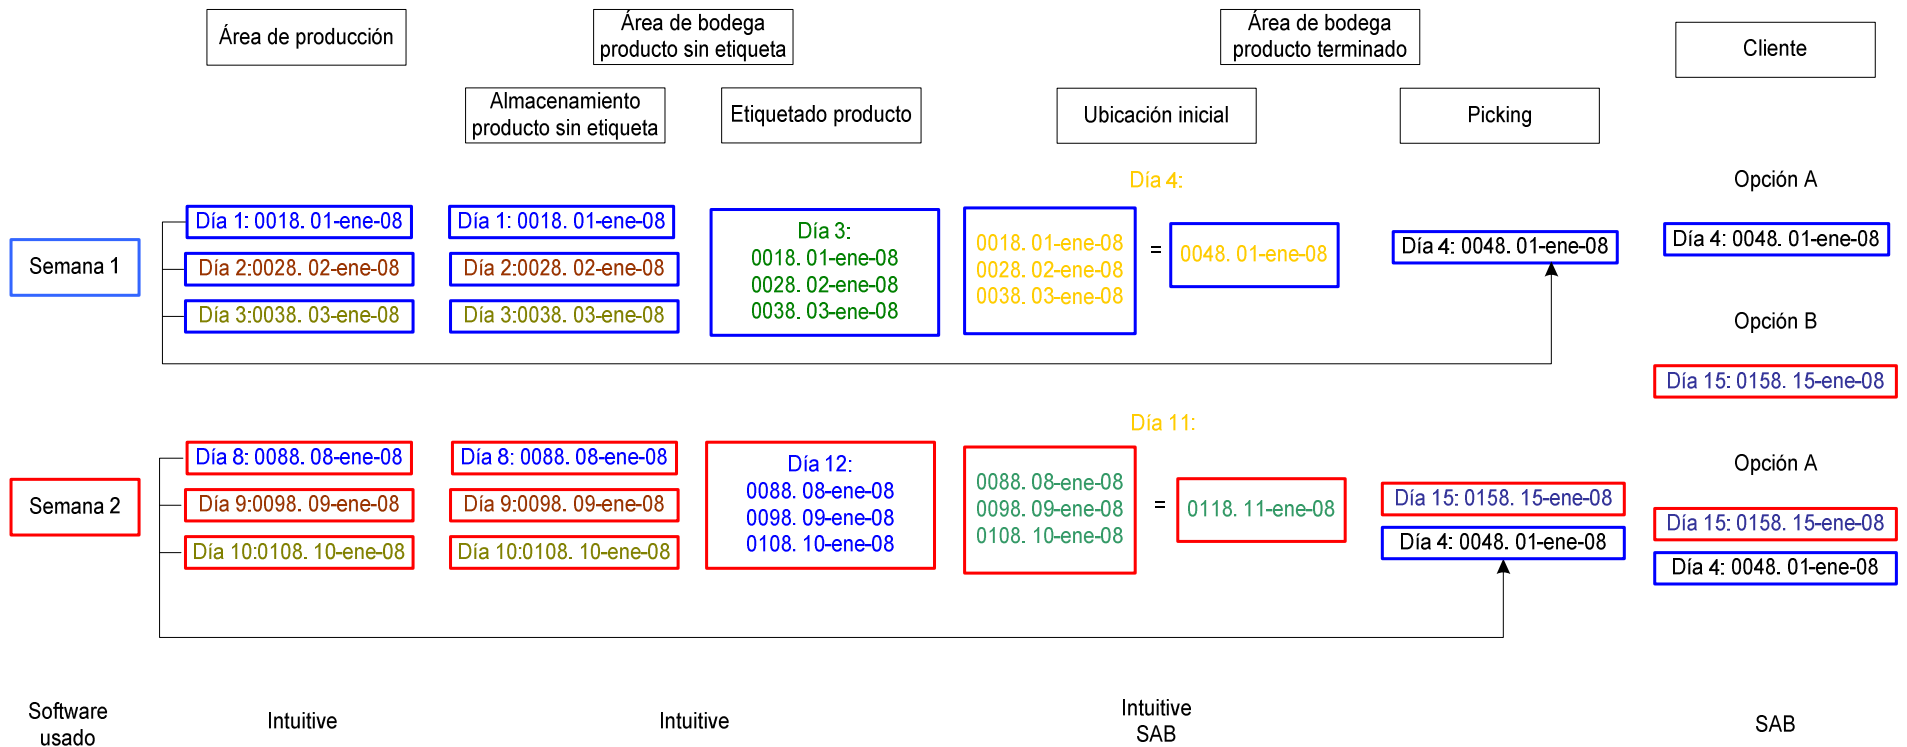 Área de producción
Área de bodega
producto sin etiqueta
Área de bodega
producto terminado
Cliente
Almacenamiento
producto sin etiqueta
Etiquetado producto
Ubicación inicial
Picking
Semana 1
Día 1: 0018. 01-ene-08
Día 2:0028. 02-ene-08
Día 3:0038. 03-ene-08
Día 1: 0018. 01-ene-08
Día 2:0028. 02-ene-08
Día 3:0038. 03-ene-08
Día 3:
0018. 01-ene-08
0028. 02-ene-08
0038. 03-ene-08
Día 4:
0018. 01-ene-08
0028. 02-ene-08
0038. 03-ene-08
=
0048. 01-ene-08
Día 4: 0048. 01-ene-08
Opción A
Día 4: 0048. 01-ene-08
Opción B
Día 15: 0158. 15-ene-08
Semana 2
Día 8: 0088. 08-ene-08
Día 9:0098. 09-ene-08
Día 10:0108. 10-ene-08
Día 8: 0088. 08-ene-08
Día 9:0098. 09-ene-08
Día 10:0108. 10-ene-08
Día 12:
0088. 08-ene-08
0098. 09-ene-08
0108. 10-ene-08
Día 11:
0088. 08-ene-08
0098. 09-ene-08
0108. 10-ene-08
=
0118. 11-ene-08
Día 15: 0158. 15-ene-08
Día 4: 0048. 01-ene-08
Opción A
Día 15: 0158. 15-ene-08
Día 4: 0048. 01-ene-08
Software
usado
Intuitive
Intuitive
Intuitive
SAB
SAB